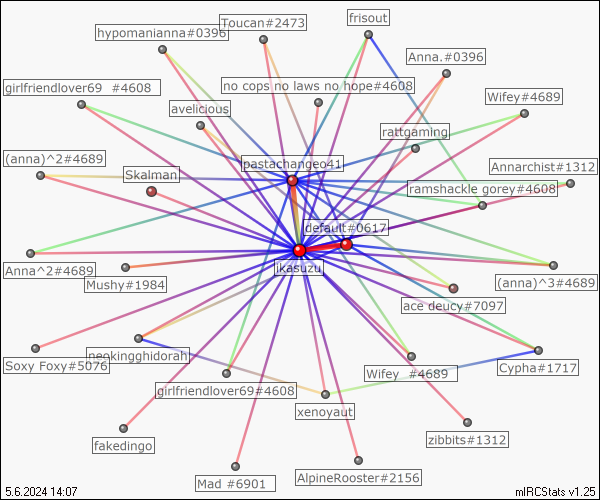 Toucan#2473
frisout
hypomanianna#0396
Anna.#0396
girlfriendlover69 #4608
no cops no laws no hope#4608
Wifey#4689
avelicious
rattgaming
(anna)^2#4689
pastachangeo41
Annarchist#1312
Skalman
ramshackle gorey#4608
default#0617
Anna^2#4689
ikasuzu
Mushy#1984
(anna)^3#4689
ace deucy#7097
neokingghidorah
Soxy Foxy#5076
Cypha#1717
Wifey #4689
girlfriendlover69#4608
xenoyaut
fakedingo
zibbits#1312
Mad #6901
AlpineRooster#2156
5.6.2024 14:07
mIRCStats v1.25